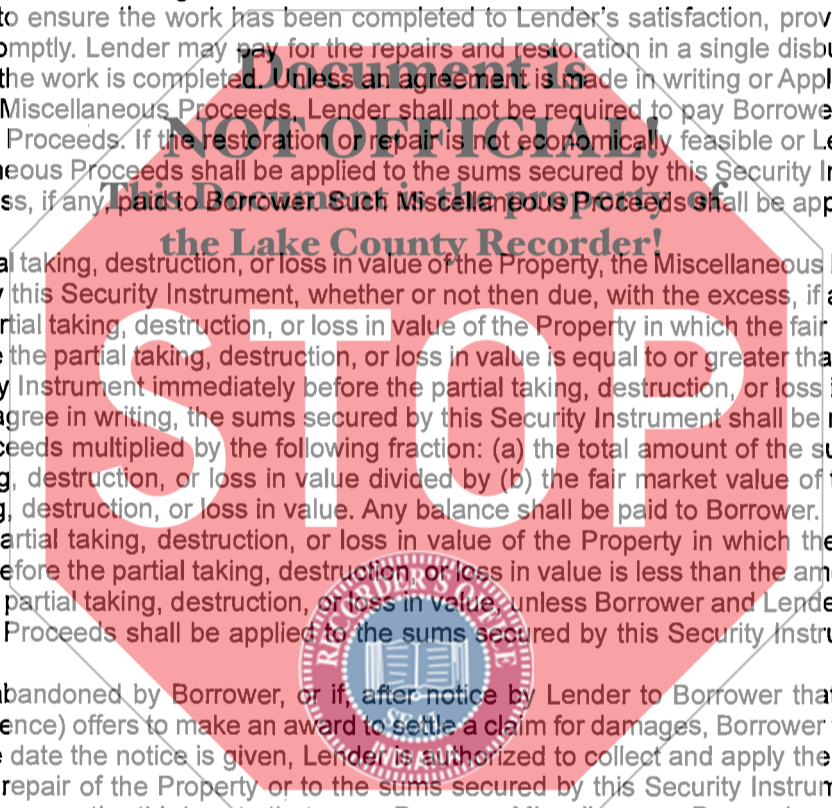 to ensure the work has been completed to Lender's satisfaction, prov
omptly. Lender may pay for the repairs and restoration in a single disbu
the work is completed. Unless an agreement is made in writing or Appl
Document is
Miscellaneous Proceeds, Lender shall not be required to pay Borrowe
Proceeds. If the restoration or repair is not economically feasible or Le
NOT OFFICIAL!
neous Proceeds shall be applied to the sums secured by this Security In
ss, if any, paid to Borrower. Such Miscellaneous Proceeds shall be app
This Document is the property of
the Lake County Recorder!
al taking, destruction, or loss in value of the Property, the Miscellaneous
y this Security Instrument, whether or not then due, with the excess, if a
rtial taking, destruction, or loss in value of the Property in which the fair
e the partial taking, destruction, or loss in value is equal to or greater tha
y Instrument immediately before the partial taking, destruction, or loss i
agree in writing, the sums secured by this Security Instrument shall be
STOP
ceeds multiplied by the following fraction: (a) the total amount of the su
g, destruction, or loss in value divided by (b) the fair market value of
g, destruction, or loss in value. Any balance shall be paid to Borrower.
artial taking, destruction, or loss in value of the Property in which the
efore the partial taking, destruction, or loss in value is less than the am
partial taking, destruction, or loss in value, unless Borrower and Lende
Proceeds shall be applied to the sums secured by this Security Instru
RECORDER'S OFFICE
SEAL
bandoned by Borrower, or if, after notice by Lender to Borrower tha
ence) offers to make an award to settle a claim for damages, Borrower
date the notice is given, Lender is authorized to collect and apply the
repair of the Property or to the sums secured by this Security Instrum